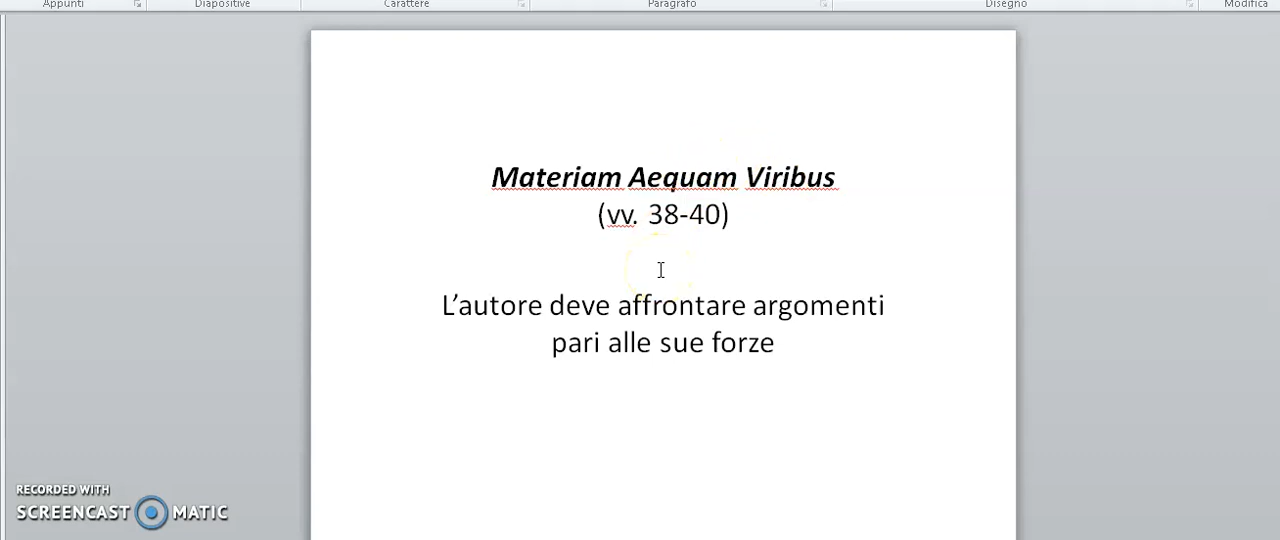 Appunti Diapositive Carattere Paragrafo Disegno Modifica
Materiam Aequam Viribus
(vv. 38-40)
L’autore deve affrontare argomenti
pari alle sue forze
RECORDED WITH
SCREENCAST MATIC